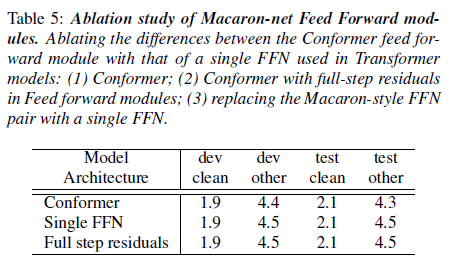 Table 5: Ablation study of Macaron-net Feed Forward mod-
ules. Ablating the differences between the Conformer feed for-
ward module with that of a single FFN used in Transformer
models: (1) Conformer; (2) Conformer with full-step residuals
in Feed forward modules; (3) replacing the Macaron-style FFN
pair with a single FFN.
Model dev dev test test
Architecture clean other clean other
Conformer 1.9 4.4 2.1 4.3
Single FFN 1.9 4.5 2.1 4.5
Full step residuals 1.9 4.5 2.1 4.5